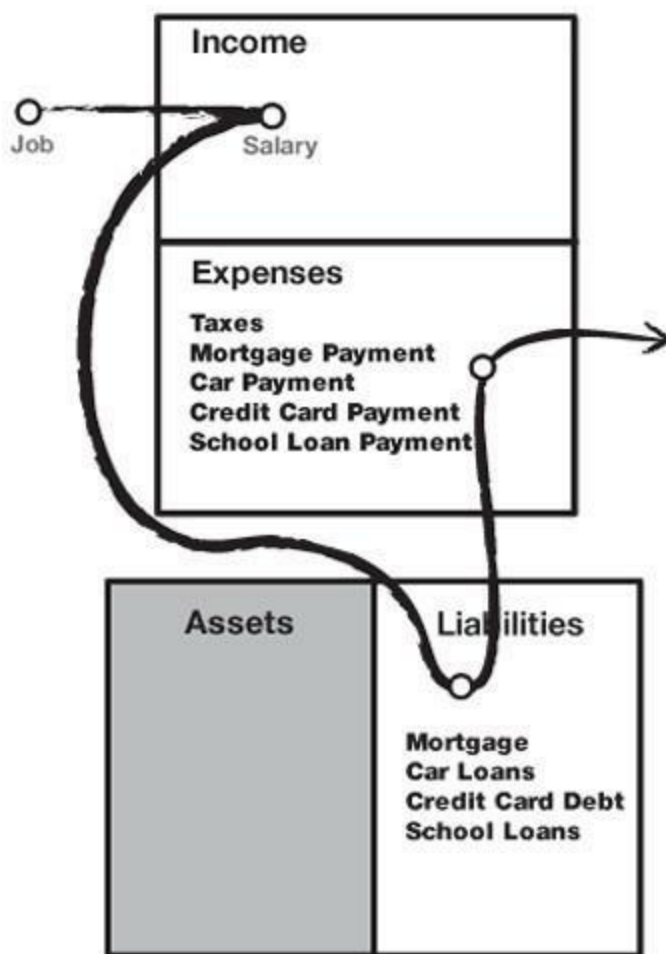 Income
Job
Salary
Expenses
Taxes
Mortgage Payment
Car Payment
Credit Card Payment
School Loan Payment
Assets
Liabilities
Mortgage
Car Loans
Credit Card Debt
School Loans